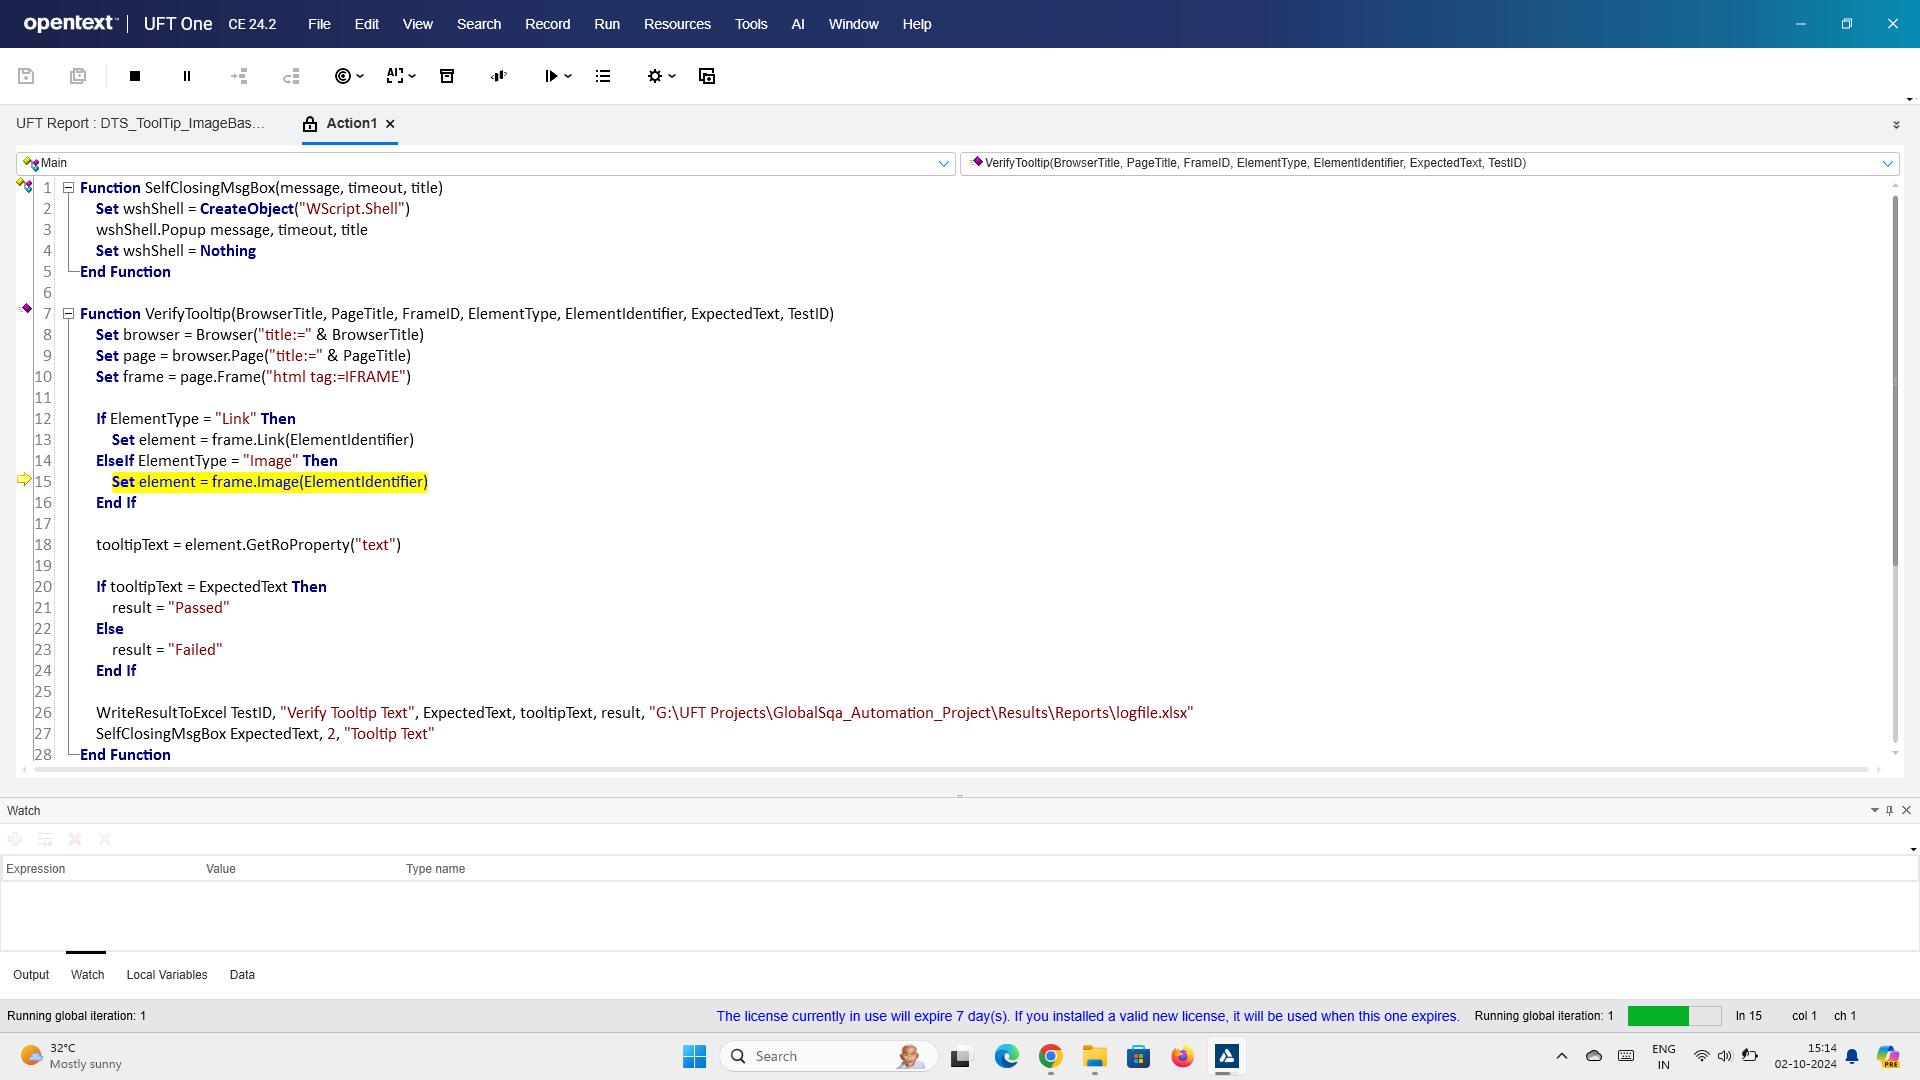 opentext™ | UFT One CE 24.2 File Edit View Search Record Run Resources Tools AI Window Help
UFT Report : DTS_ToolTip_ImageBas... Action1
Main VerifyTooltip(BrowserTitle, PageTitle, FrameID, ElementType, ElementIdentifier, ExpectedText, TestID)
1 Function SelfClosingMsgBox(message, timeout, title)
2 Set wshShell = CreateObject("WScript.Shell")
3 wshShell.Popup message, timeout, title
4 Set wshShell = Nothing
5 End Function
6
7 Function VerifyTooltip(BrowserTitle, PageTitle, FrameID, ElementType, ElementIdentifier, ExpectedText, TestID)
8 Set browser = Browser("title:=" & BrowserTitle)
9 Set page = browser.Page("title:=" & PageTitle)
10 Set frame = page.Frame("html tag:=IFRAME")
11
12 If ElementType = "Link" Then
13 Set element = frame.Link(ElementIdentifier)
14 ElseIf ElementType = "Image" Then
15 Set element = frame.Image(ElementIdentifier)
16 End If
17
18 tooltipText = element.GetRoProperty("text")
19
20 If tooltipText = ExpectedText Then
21 result = "Passed"
22 Else
23 result = "Failed"
24 End If
25
26 WriteResultToExcel TestID, "Verify Tooltip Text", ExpectedText, tooltipText, result, "G:\UFT Projects\GlobalSqa_Automation_Project\Results\Reports\logfile.xlsx"
27 SelfClosingMsgBox ExpectedText, 2, "Tooltip Text"
28 End Function
Watch
Expression Value Type name
Output Watch Local Variables Data
Running global iteration: 1 The license currently in use will expire 7 day(s). If you installed a valid new license, it will be used when this one expires. Running global iteration: 1 ln 15 col 1 ch 1
32°C
Mostly sunny
Search
ENG
IN
15:14
02-10-2024
PRE